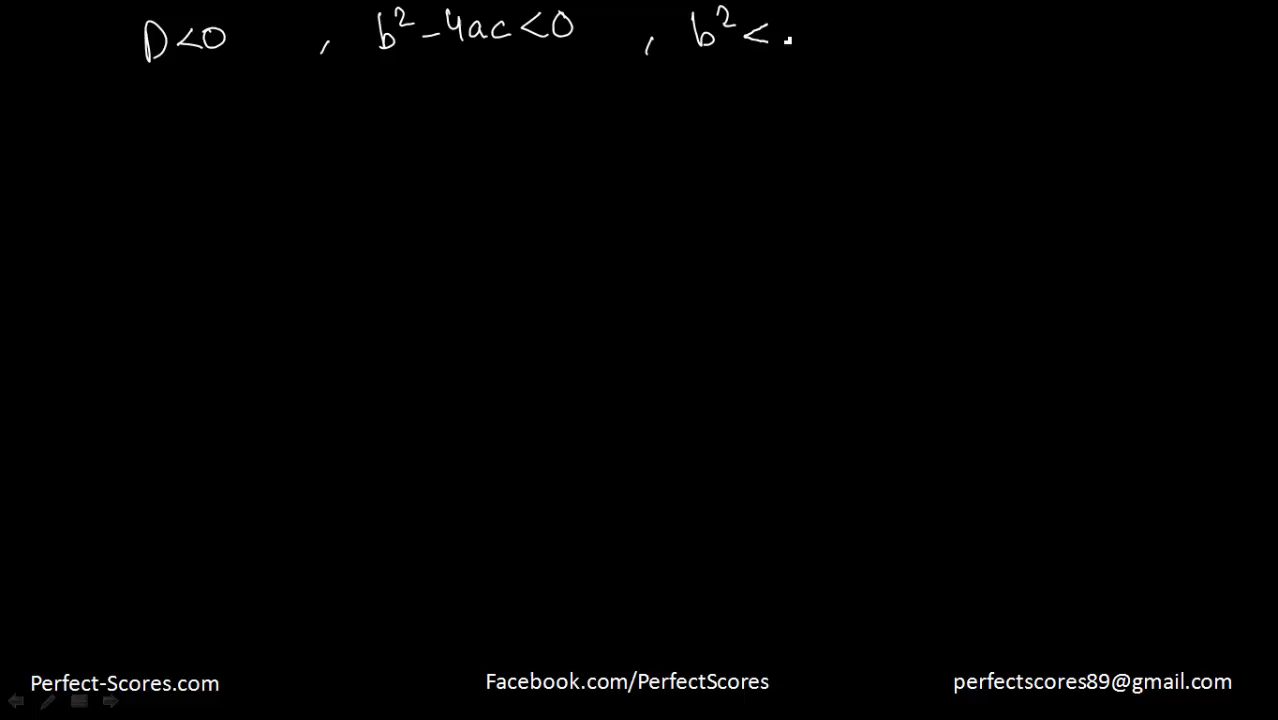 D<0 , b²-4ac<0 , b²<
Perfect-Scores.com Facebook.com/PerfectScores perfectscores89@gmail.com